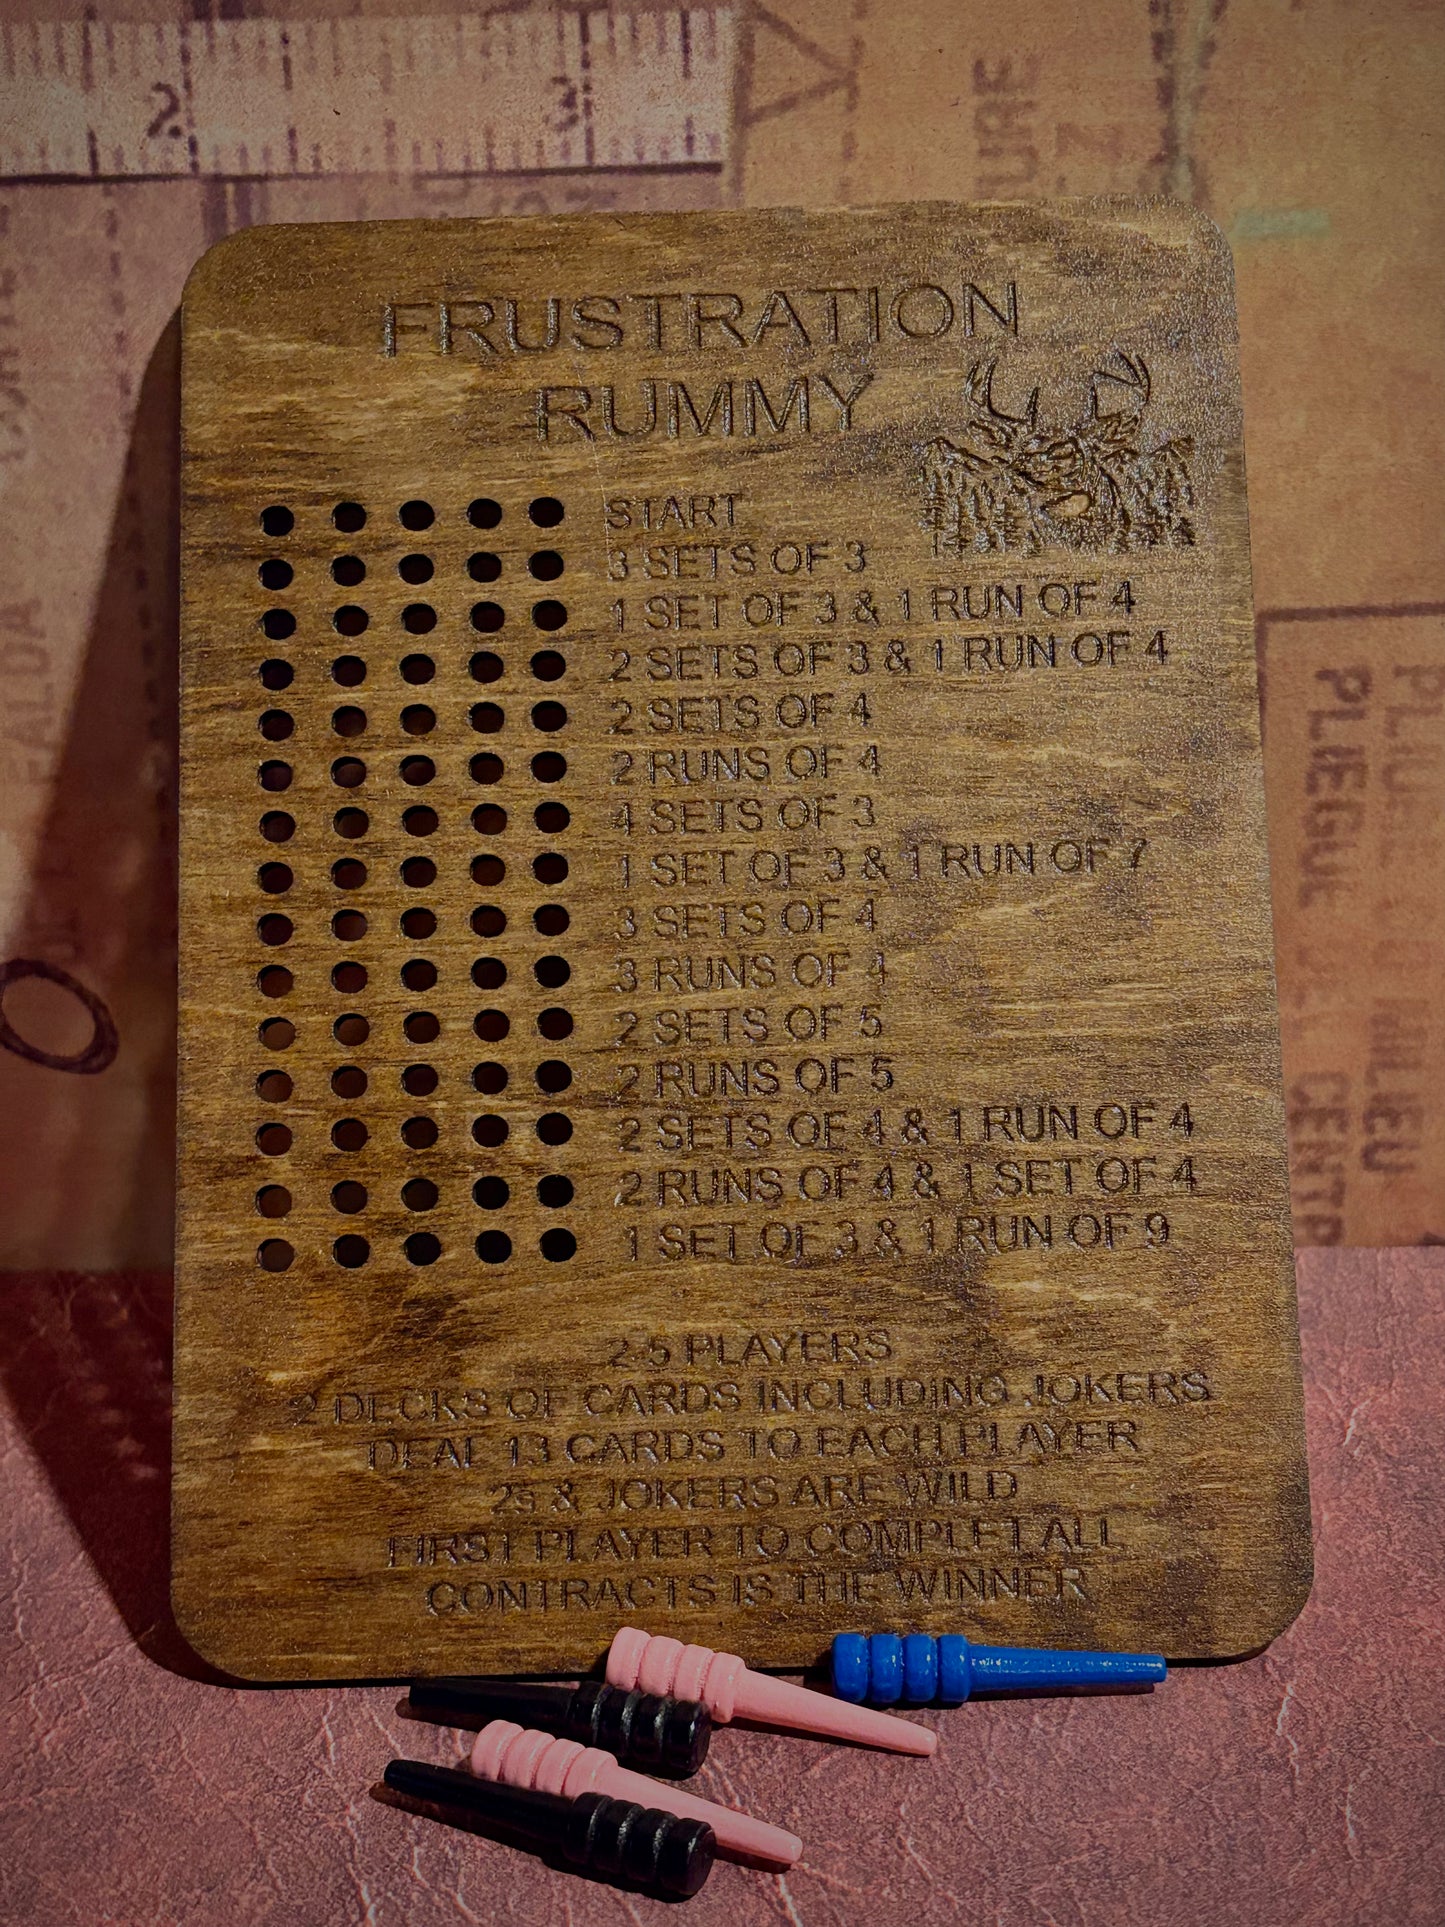 2 3
URE
FRUSTRATION
RUMMY
START
3 SETS OF 3
1 SET OF 3 & 1 RUN OF 4
2 SETS OF 3 & 1 RUN OF 4
2 SETS OF 4
2 RUNS OF 4
4 SETS OF 3
1 SET OF 3 & 1 RUN OF 7
3 SETS OF 4
3 RUNS OF 4
2 SETS OF 5
2 RUNS OF 5
2 SETS OF 4 & 1 RUN OF 4
2 RUNS OF 4 & 1 SET OF 4
1 SET OF 3 & 1 RUN OF 9
2-5 PLAYERS
2 DECKS OF CARDS INCLUDING JOKERS
DEAL 13 CARDS TO EACH PLAYER
2s & JOKERS ARE WILD
FIRST PLAYER TO COMPLET ALL
CONTRACTS IS THE WINNER